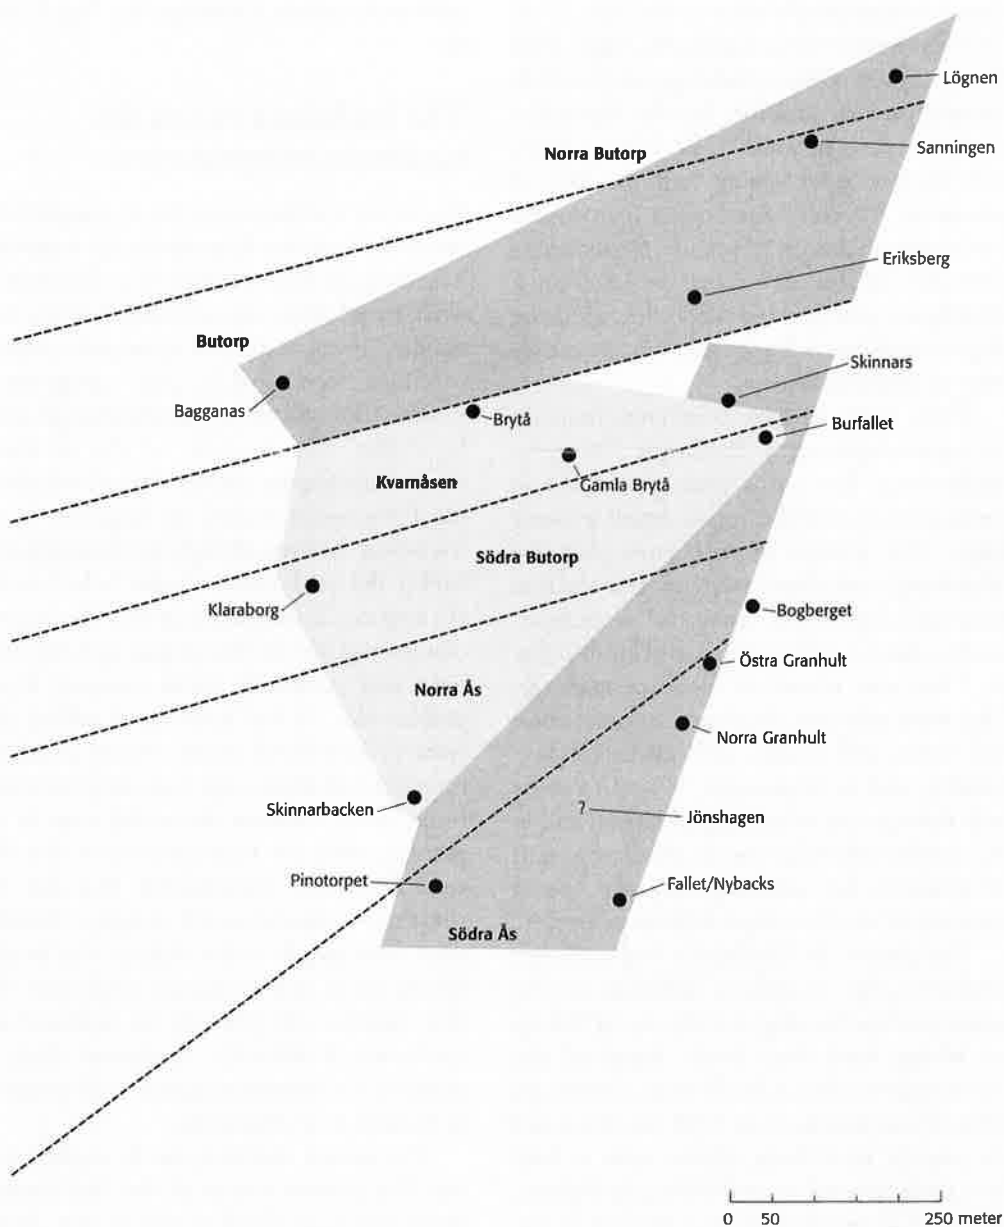 Lögnen
Sanningen
Norra Butorp
Eriksberg
Butorp
Skinnars
Bagganas
Brytå
Burfallet
Kvarnåsen
Gamla Brytå
Södra Butorp
Klaraborg
Bogberget
Östra Granhult
Norra Ås
Norra Granhult
Skinnarbacken
?
Jönshagen
Pinotorpet
Fallet/Nybacks
Södra Ås
0 50 250 meter